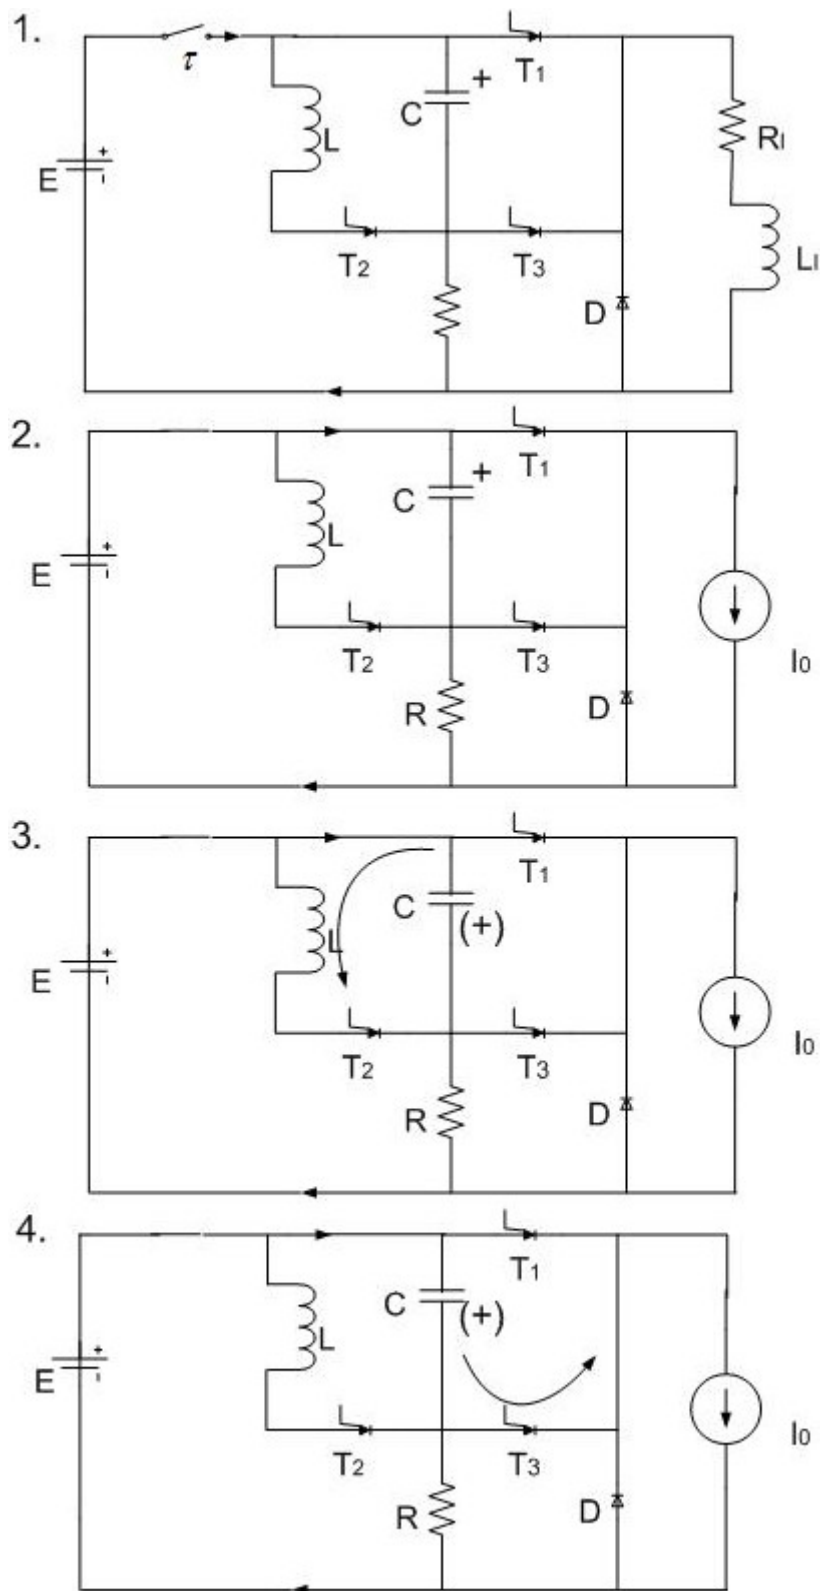 1.
τ
+
T1
C
L
Rl
E
+
-
T2
T3
Ll
D
2.
+
T1
C
L
E
+
-
T2
T3
I0
R
D
3.
T1
C
(+)
L
E
+
-
T2
T3
I0
R
D
4.
T1
C
(+)
L
E
+
-
T2
T3
I0
R
D